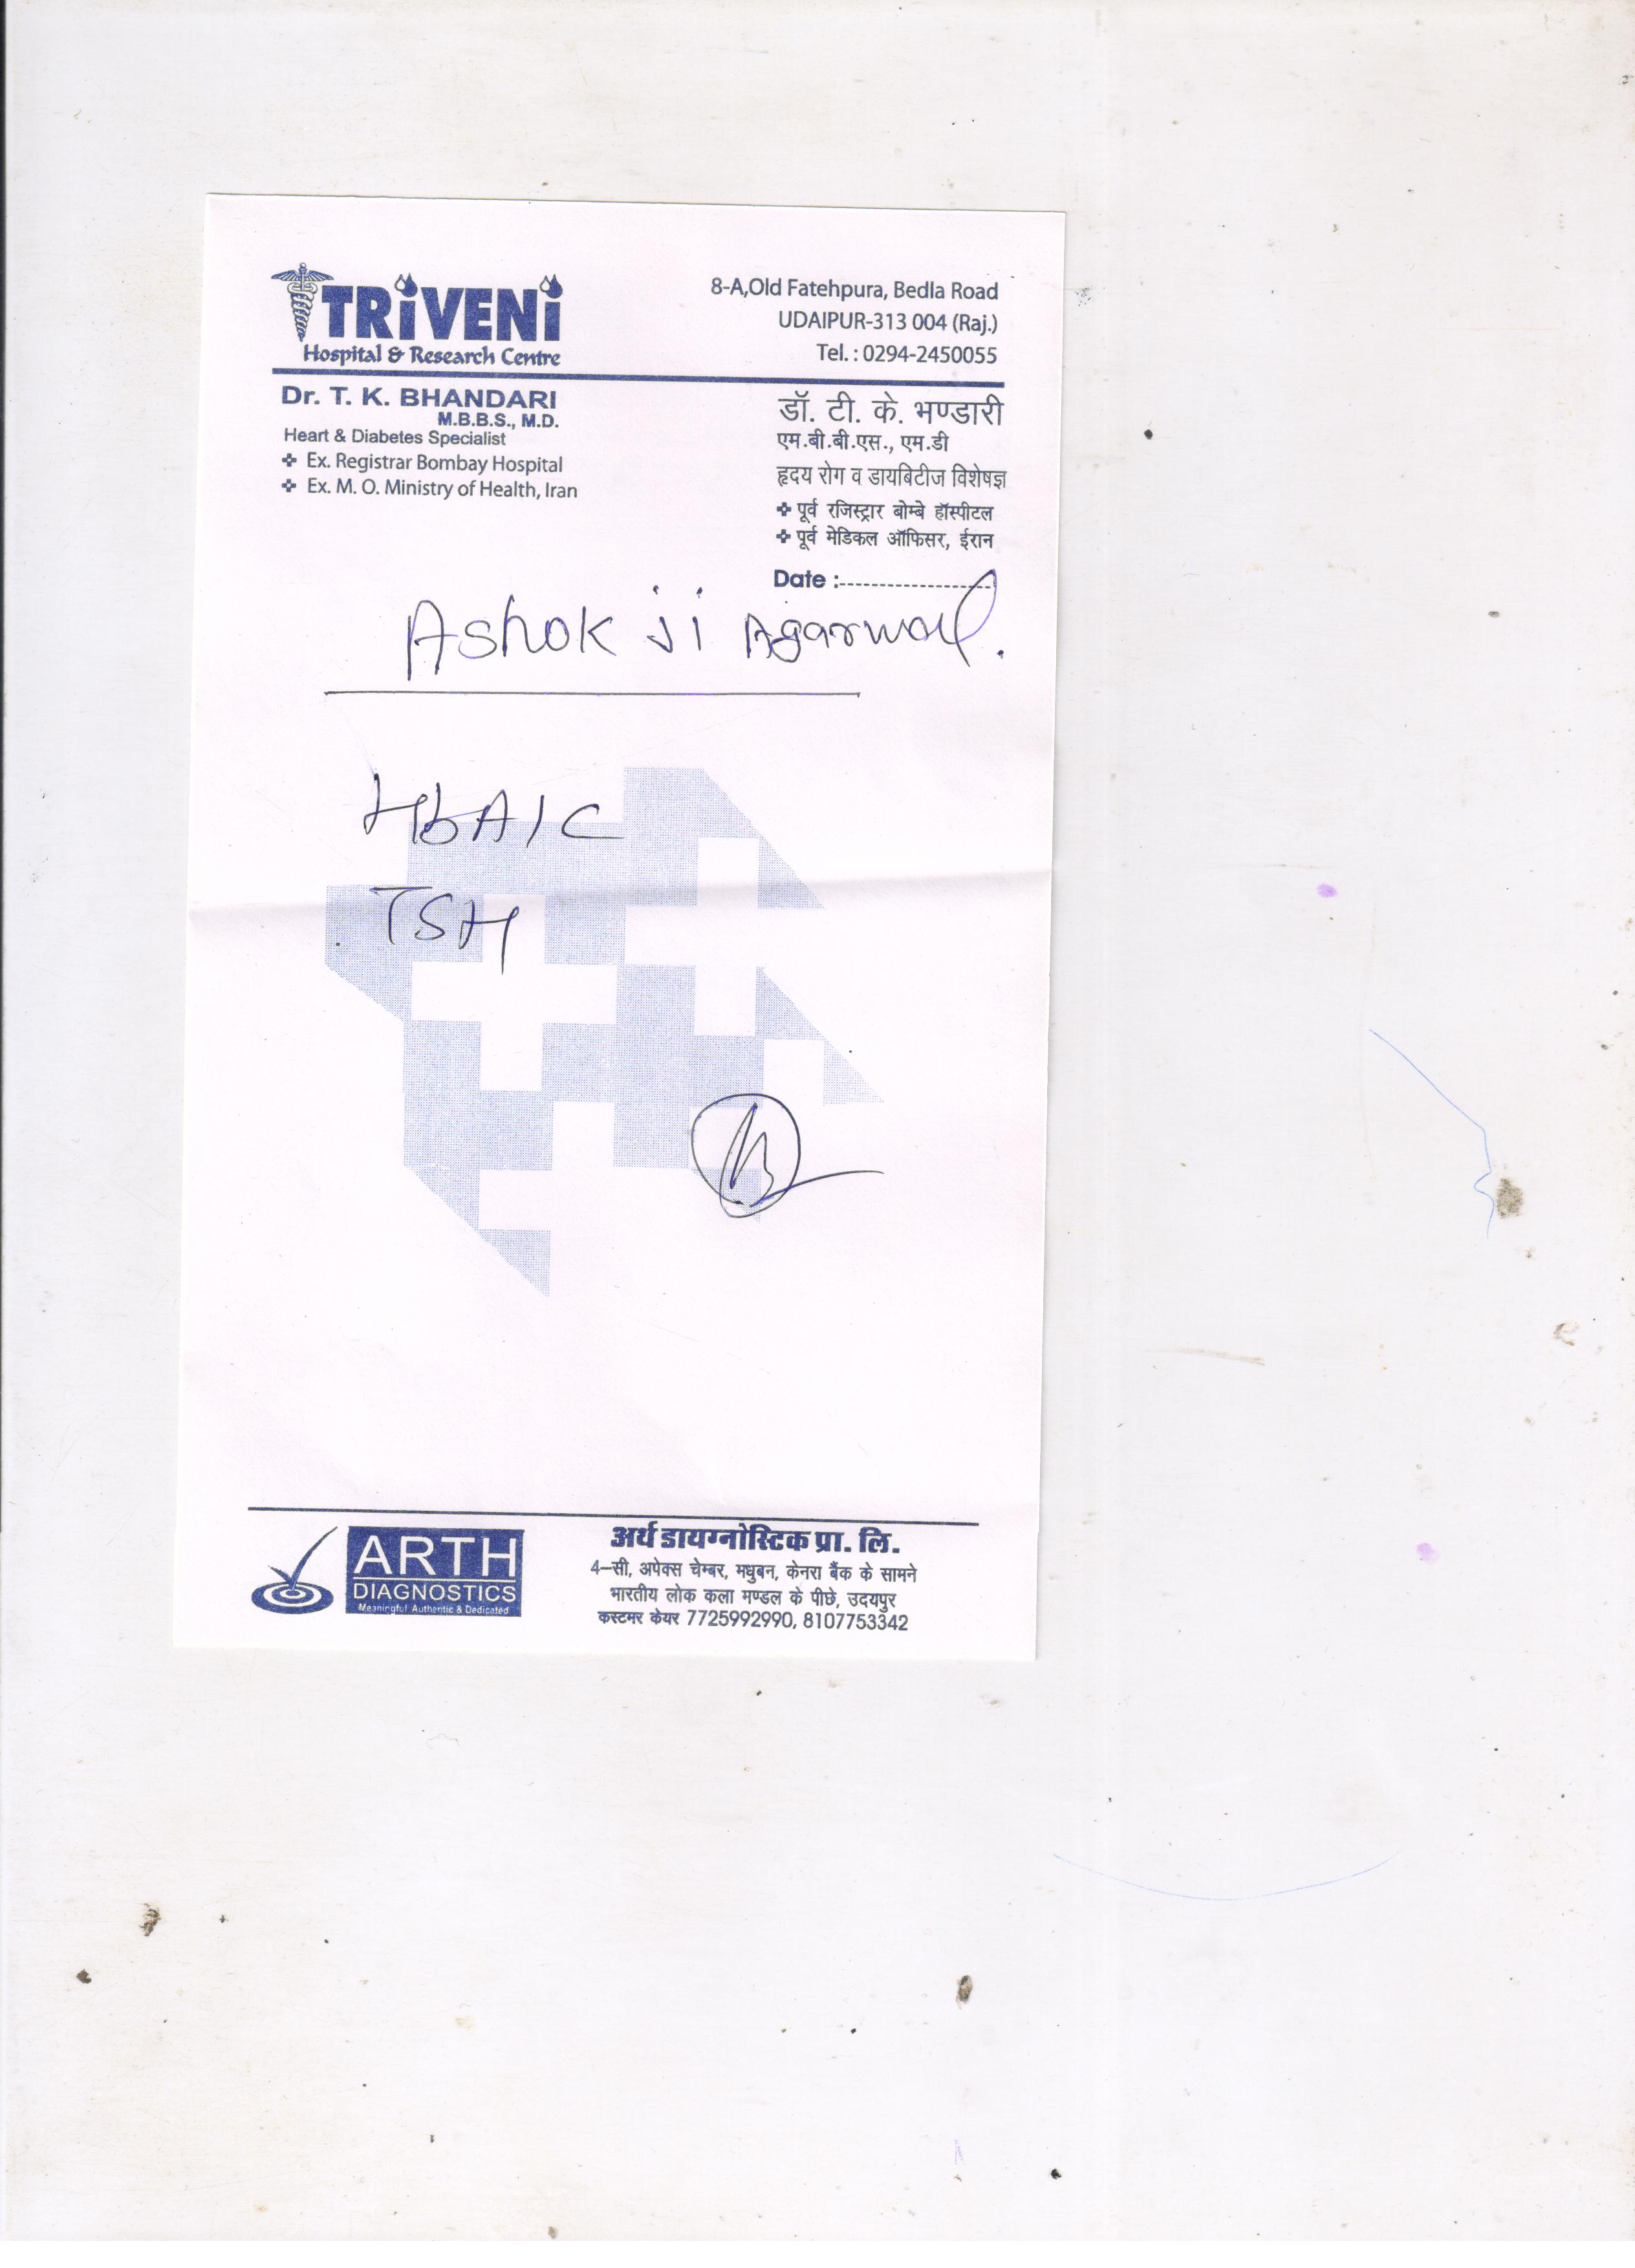 TRiVENi
Hospital & Research Centre
8-A,Old Fatehpura, Bedla Road
UDAIPUR-313 004 (Raj.)
Tel. : 0294-2450055
Dr. T. K. BHANDARI
M.B.B.S., M.D.
Heart & Diabetes Specialist
Ex. Registrar Bombay Hospital
Ex. M. O. Ministry of Health, Iran
डॉ. टी. के. भण्डारी
एम.बी.बी.एस., एम.डी
हृदय रोग व डायबिटीज विशेषज्ञ
पूर्व रजिस्ट्रार बोम्बे हॉस्पीटल
पूर्व मेडिकल ऑफिसर, ईरान
Date :
Ashok Ji Agarwal.
HbA1C
TSH
ARTH
DIAGNOSTICS
Meaningful Authentic & Dedicated
अर्थ डायग्नोस्टिक प्रा. लि.
4–सी, अपेक्स चेम्बर, मधुबन, केनरा बैंक के सामने
भारतीय लोक कला मण्डल के पीछे, उदयपुर
कस्टमर केयर 7725992990, 8107753342